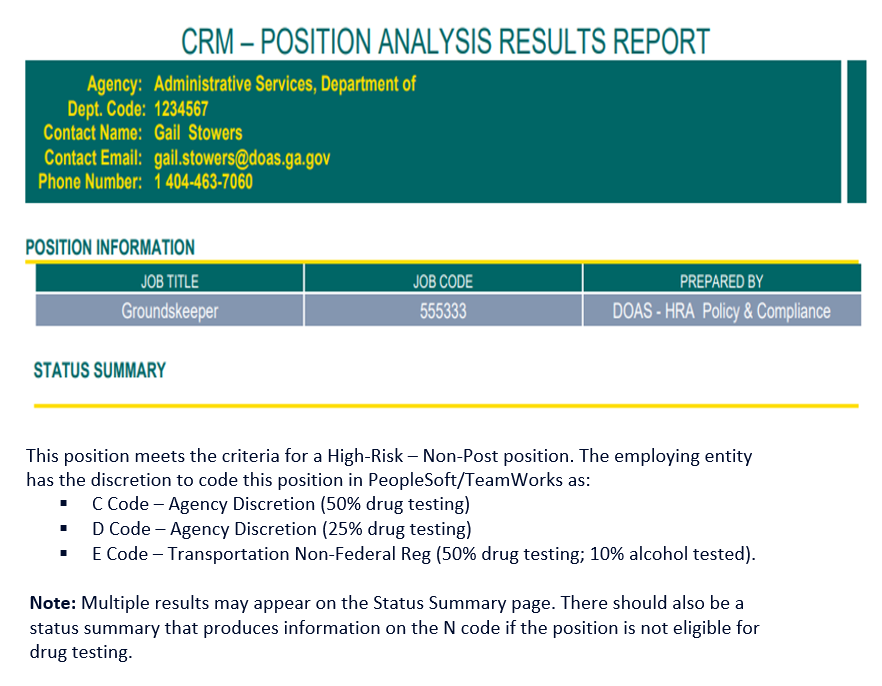 CRM – POSITION ANALYSIS RESULTS REPORT
Agency: Administrative Services, Department of
Dept. Code: 1234567
Contact Name: Gail Stowers
Contact Email: gail.stowers@doas.ga.gov
Phone Number: 1 404-463-7060
POSITION INFORMATION
JOB TITLE JOB CODE PREPARED BY
Groundskeeper 555333 DOAS - HRA Policy & Compliance
STATUS SUMMARY
This position meets the criteria for a High-Risk – Non-Post position. The employing entity
has the discretion to code this position in PeopleSoft/TeamWorks as:
▪ C Code – Agency Discretion (50% drug testing)
▪ D Code – Agency Discretion (25% drug testing)
▪ E Code – Transportation Non-Federal Reg (50% drug testing; 10% alcohol tested).
Note: Multiple results may appear on the Status Summary page. There should also be a
status summary that produces information on the N code if the position is not eligible for
drug testing.